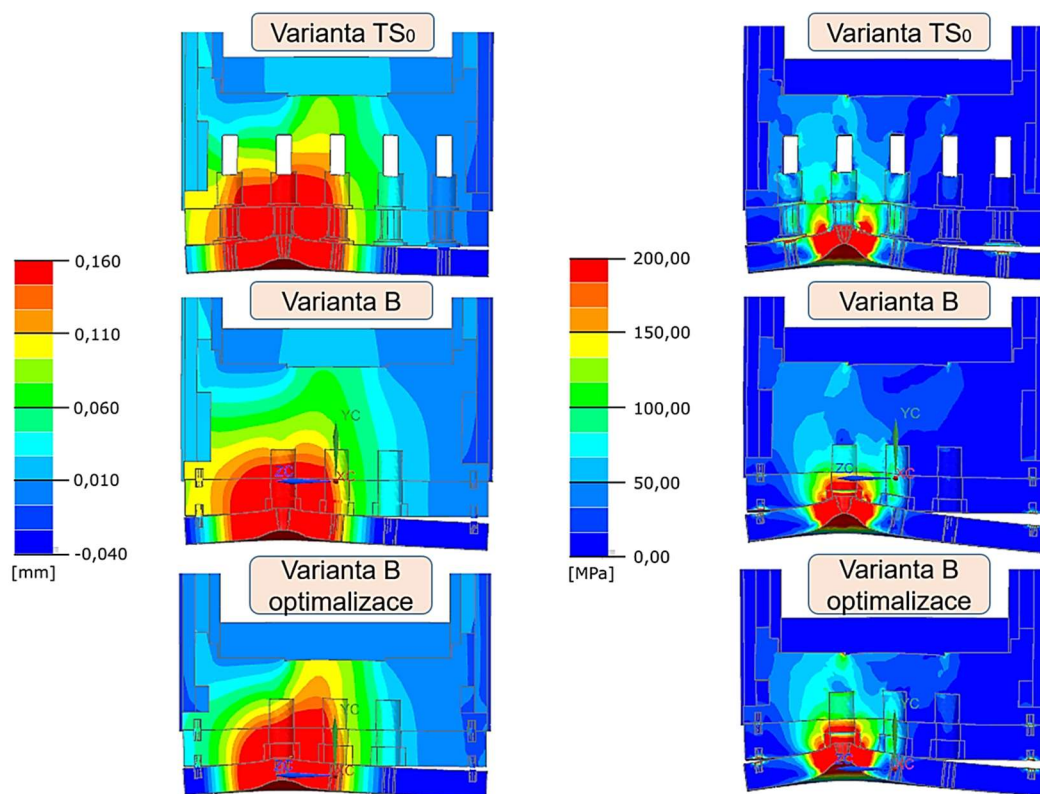 Varianta TS₀
Varianta TS₀
0,160
0,110
0,060
0,010
-0,040
[mm]
200,00
150,00
100,00
50,00
0,00
[MPa]
Varianta B
Varianta B
YC
ZC
XC
YC
ZC
XC
Varianta B
optimalizace
Varianta B
optimalizace
YC
ZC
XC
YC
ZC
XC